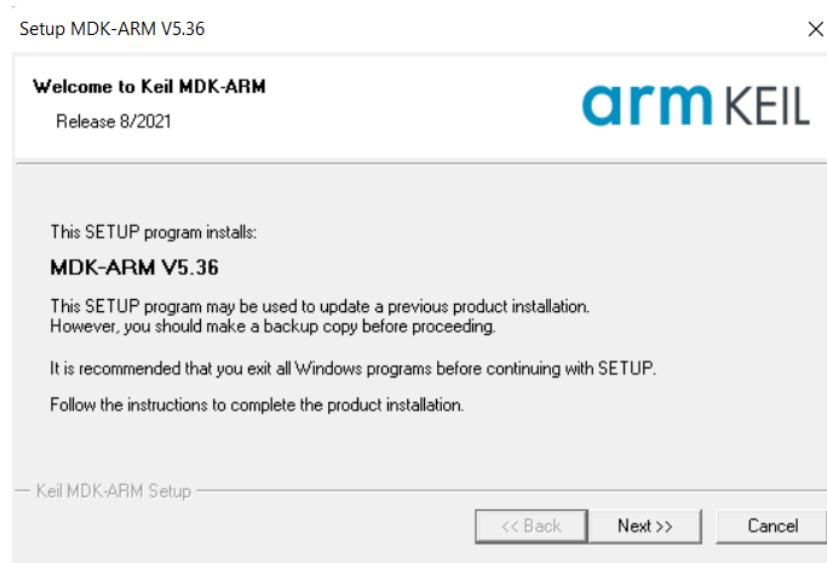 Setup MDK-ARM V5.36
Welcome to Keil MDK-ARM
Release 8/2021
arm KEIL
This SETUP program installs:
MDK-ARM V5.36
This SETUP program may be used to update a previous product installation.
However, you should make a backup copy before proceeding.
It is recommended that you exit all Windows programs before continuing with SETUP.
Follow the instructions to complete the product installation.
Keil MDK-ARM Setup
<< Back Next >> Cancel